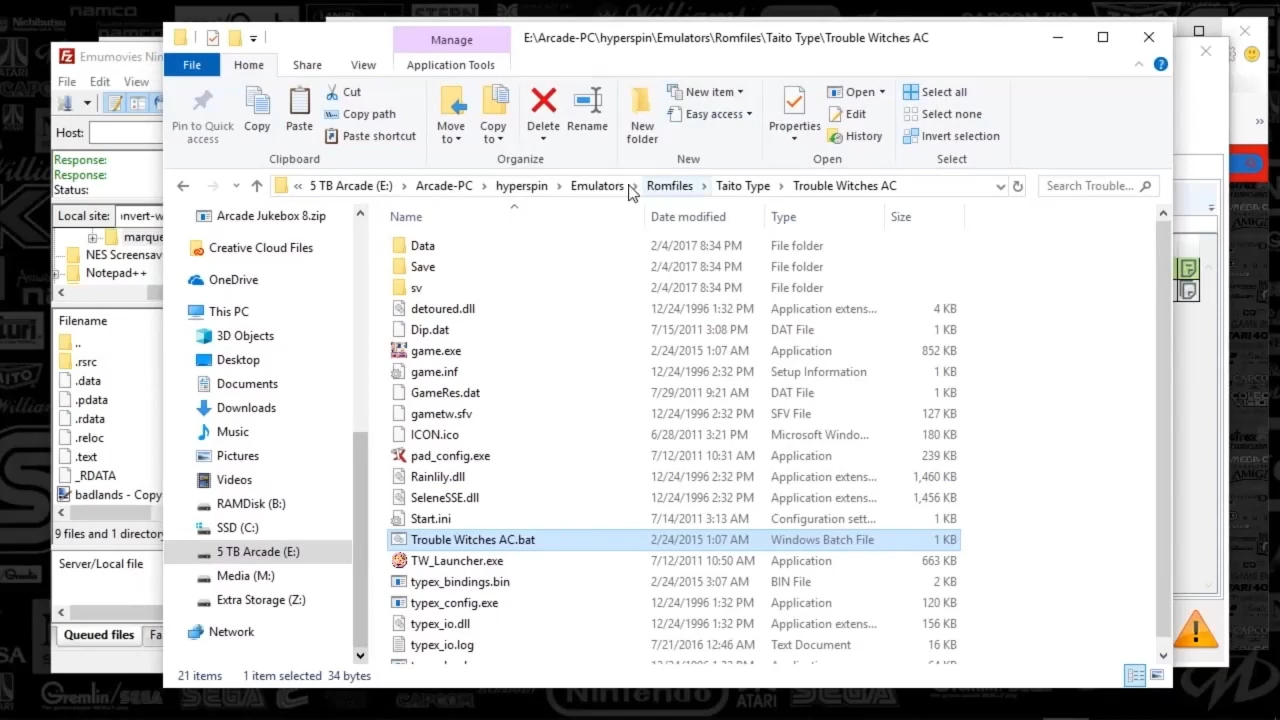 Manage
E:\Arcade-PC\hyperspin\Emulators\Romfiles\Taito Type\Trouble Witches AC
File
Home
Share
View
Application Tools
Pin to Quick access
Copy
Paste
Cut
Copy path
Paste shortcut
Clipboard
Move to
Copy to
Delete
Rename
Organize
New folder
New item
Easy access
New
Properties
Open
Edit
History
Open
Select all
Select none
Invert selection
Select
« 5 TB Arcade (E:) › Arcade-PC › hyperspin › Emulators › Romfiles › Taito Type › Trouble Witches AC
Search Trouble...
Arcade Jukebox 8.zip
Creative Cloud Files
OneDrive
This PC
3D Objects
Desktop
Documents
Downloads
Music
Pictures
Videos
RAMDisk (B:)
SSD (C:)
5 TB Arcade (E:)
Media (M:)
Extra Storage (Z:)
Network
Name Date modified Type Size
Data 2/4/2017 8:34 PM File folder
Save 2/4/2017 8:34 PM File folder
sv 2/4/2017 8:34 PM File folder
detoured.dll 12/24/1996 1:32 PM Application extens... 4 KB
Dip.dat 7/15/2011 3:08 PM DAT File 1 KB
game.exe 2/24/2015 1:07 AM Application 852 KB
game.inf 12/24/1996 2:32 PM Setup Information 1 KB
GameRes.dat 7/29/2011 9:21 AM DAT File 1 KB
gametw.sfv 12/24/1996 2:32 PM SFV File 127 KB
ICON.ico 6/28/2011 3:21 PM Microsoft Windo... 180 KB
pad_config.exe 7/12/2011 10:31 AM Application 239 KB
Rainlily.dll 12/24/1996 2:32 PM Application extens... 1,460 KB
SeleneSSE.dll 12/24/1996 2:32 PM Application extens... 1,456 KB
Start.ini 7/14/2011 3:13 AM Configuration sett... 1 KB
Trouble Witches AC.bat 2/24/2015 1:07 AM Windows Batch File 1 KB
TW_Launcher.exe 7/12/2011 10:50 AM Application 663 KB
typex_bindings.bin 2/24/2015 3:07 AM BIN File 2 KB
typex_config.exe 12/24/1996 1:32 PM Application 120 KB
typex_io.dll 12/24/1996 1:32 PM Application extens... 156 KB
typex_io.log 7/21/2016 12:46 AM Text Document 16 KB
21 items 1 item selected 34 bytes
Emumovies Nin
File Edit View
Host:
Response:
Response:
Status:
Local site: onvert-w
marque
NES Screensav
Notepad++
Filename
..
.rsrc
.data
.pdata
.rdata
.reloc
.text
_RDATA
badlands - Copy
9 files and 1 directory
Server/Local file
Queued files Fa
Nichibutsu
namco
STERN
Gremlin/SEGA
Nintendo
ATARI
SEGA
CAPCOM